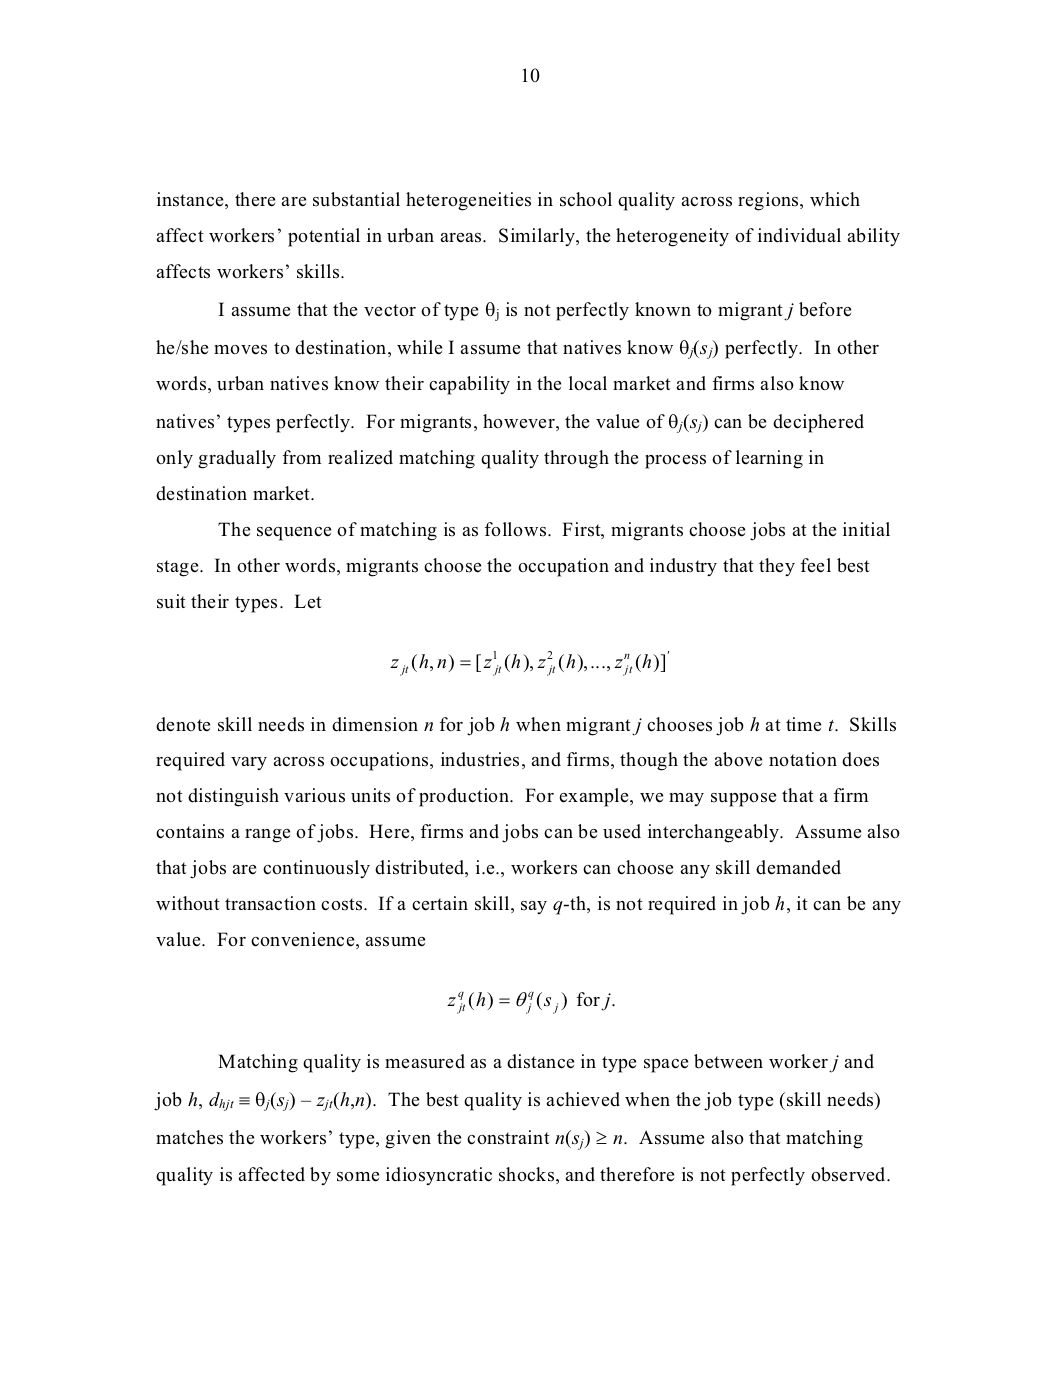 10
instance, there are substantial heterogeneities in school quality across regions, which
affect workers’ potential in urban areas.  Similarly, the heterogeneity of individual ability
affects workers’ skills.
I assume that the vector of type θ_j is not perfectly known to migrant j before
he/she moves to destination, while I assume that natives know θ_j(s_j) perfectly.  In other
words, urban natives know their capability in the local market and firms also know
natives’ types perfectly.  For migrants, however, the value of θ_j(s_j) can be deciphered
only gradually from realized matching quality through the process of learning in
destination market.
The sequence of matching is as follows.  First, migrants choose jobs at the initial
stage.  In other words, migrants choose the occupation and industry that they feel best
suit their types.  Let
z_{jt}(h,n) = [z^1_{jt}(h), z^2_{jt}(h),..., z^n_{jt}(h)]'
denote skill needs in dimension n for job h when migrant j chooses job h at time t.  Skills
required vary across occupations, industries, and firms, though the above notation does
not distinguish various units of production.  For example, we may suppose that a firm
contains a range of jobs.  Here, firms and jobs can be used interchangeably.  Assume also
that jobs are continuously distributed, i.e., workers can choose any skill demanded
without transaction costs.  If a certain skill, say q-th, is not required in job h, it can be any
value.  For convenience, assume
z^q_{jt}(h) = θ^q_j(s_j)  for j.
Matching quality is measured as a distance in type space between worker j and
job h, d_{hjt} ≡ θ_j(s_j) – z_{jt}(h,n).  The best quality is achieved when the job type (skill needs)
matches the workers’ type, given the constraint n(s_j) ≥ n.  Assume also that matching
quality is affected by some idiosyncratic shocks, and therefore is not perfectly observed.